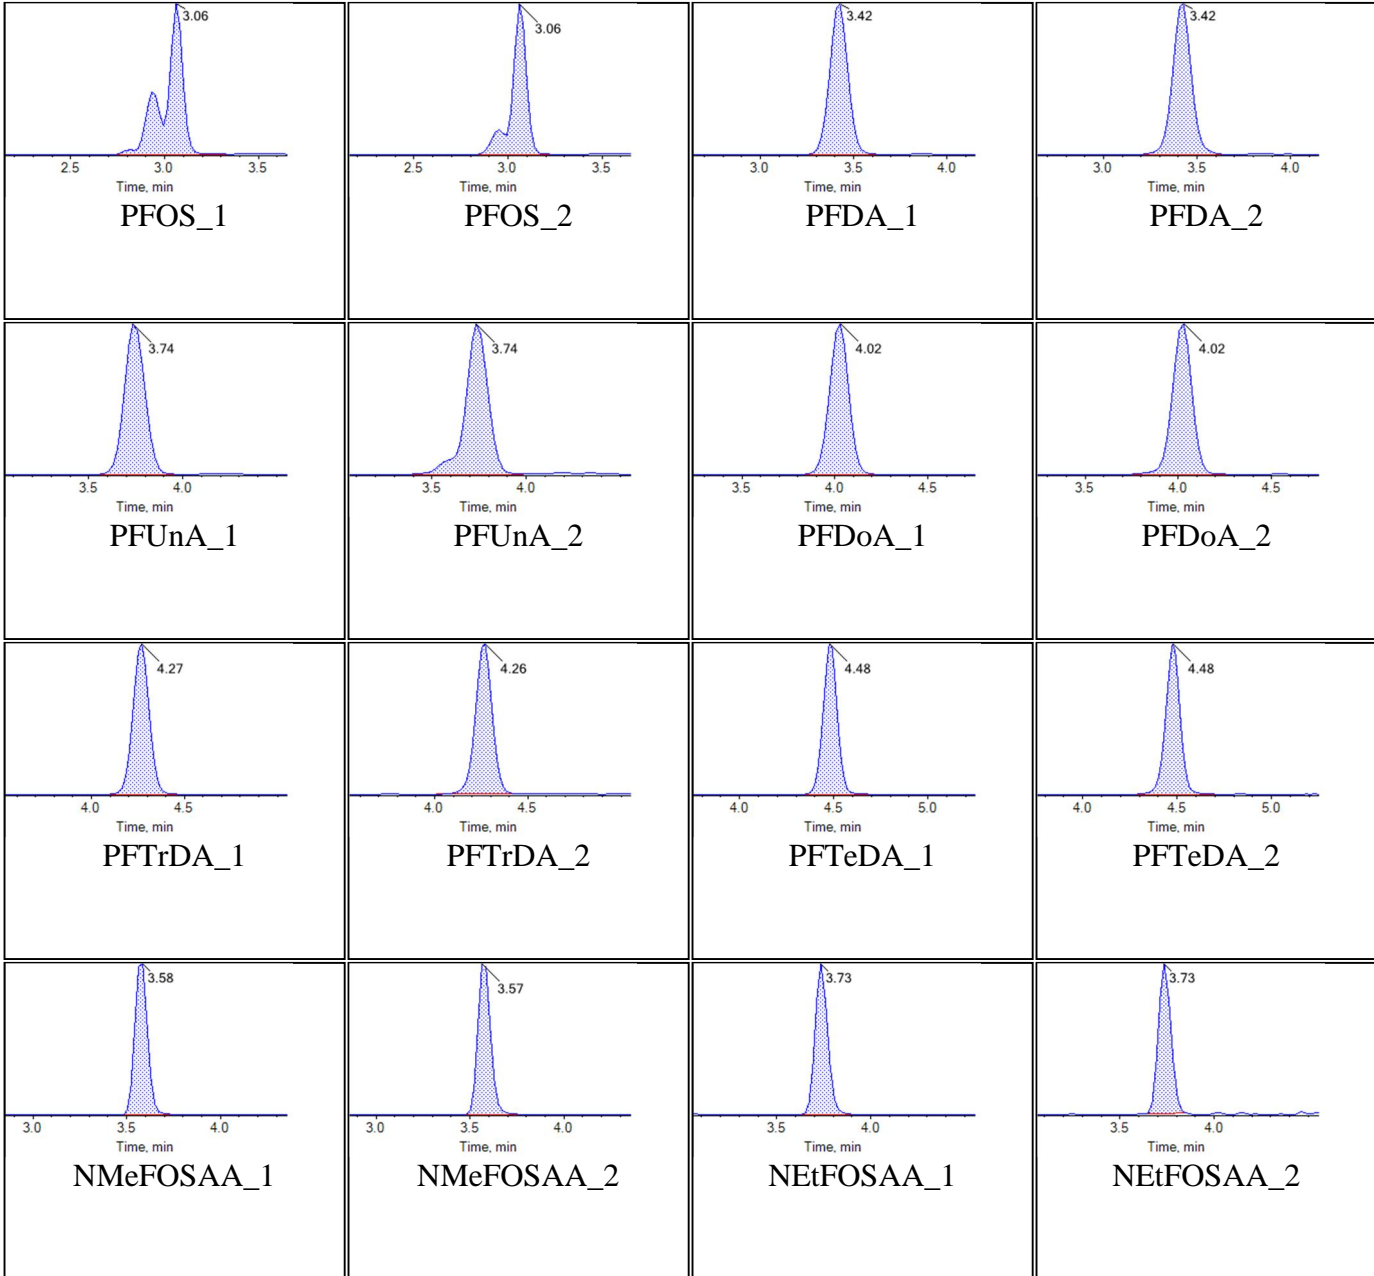 3.06
2.5 3.0 3.5
Time, min
PFOS_1
3.06
2.5 3.0 3.5
Time, min
PFOS_2
3.42
3.0 3.5 4.0
Time, min
PFDA_1
3.42
3.0 3.5 4.0
Time, min
PFDA_2
3.74
3.5 4.0
Time, min
PFUnA_1
3.74
3.5 4.0
Time, min
PFUnA_2
4.02
3.5 4.0 4.5
Time, min
PFDoA_1
4.02
3.5 4.0 4.5
Time, min
PFDoA_2
4.27
4.0 4.5
Time, min
PFTrDA_1
4.26
4.0 4.5
Time, min
PFTrDA_2
4.48
4.0 4.5 5.0
Time, min
PFTeDA_1
4.48
4.0 4.5 5.0
Time, min
PFTeDA_2
3.58
3.0 3.5 4.0
Time, min
NMeFOSAA_1
3.57
3.0 3.5 4.0
Time, min
NMeFOSAA_2
3.73
3.5 4.0
Time, min
NEtFOSAA_1
3.73
3.5 4.0
Time, min
NEtFOSAA_2